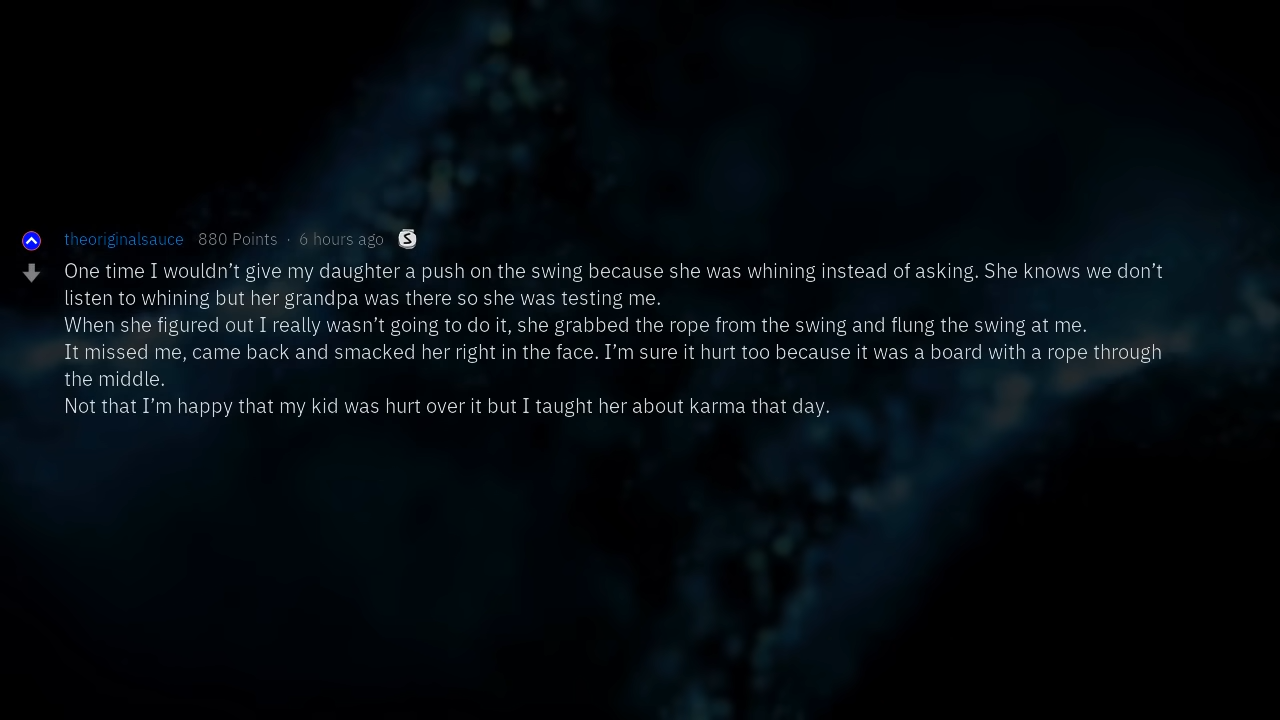 theoriginalsauce 880 Points · 6 hours ago S
One time I wouldn’t give my daughter a push on the swing because she was whining instead of asking. She knows we don’t
listen to whining but her grandpa was there so she was testing me.
When she figured out I really wasn’t going to do it, she grabbed the rope from the swing and flung the swing at me.
It missed me, came back and smacked her right in the face. I’m sure it hurt too because it was a board with a rope through
the middle.
Not that I’m happy that my kid was hurt over it but I taught her about karma that day.